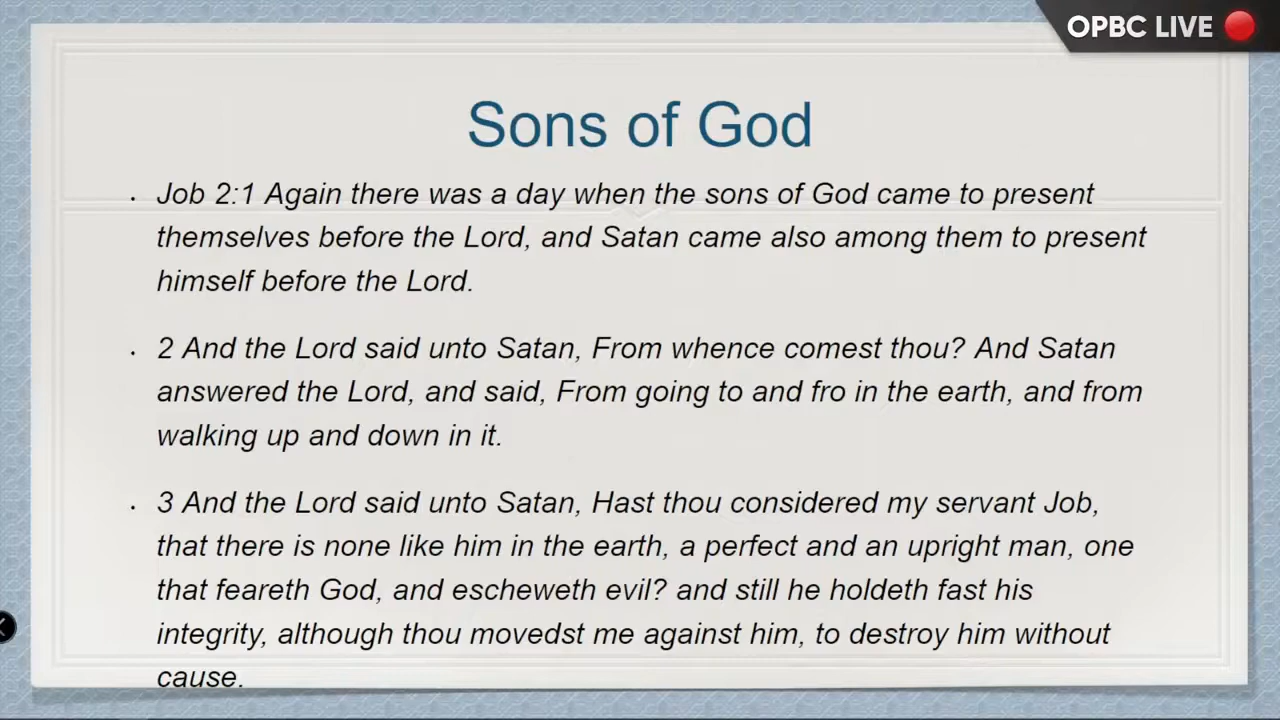 OPBC LIVE
Sons of God
• Job 2:1 Again there was a day when the sons of God came to present
themselves before the Lord, and Satan came also among them to present
himself before the Lord.
• 2 And the Lord said unto Satan, From whence comest thou? And Satan
answered the Lord, and said, From going to and fro in the earth, and from
walking up and down in it.
• 3 And the Lord said unto Satan, Hast thou considered my servant Job,
that there is none like him in the earth, a perfect and an upright man, one
that feareth God, and escheweth evil? and still he holdeth fast his
integrity, although thou movedst me against him, to destroy him without
cause.